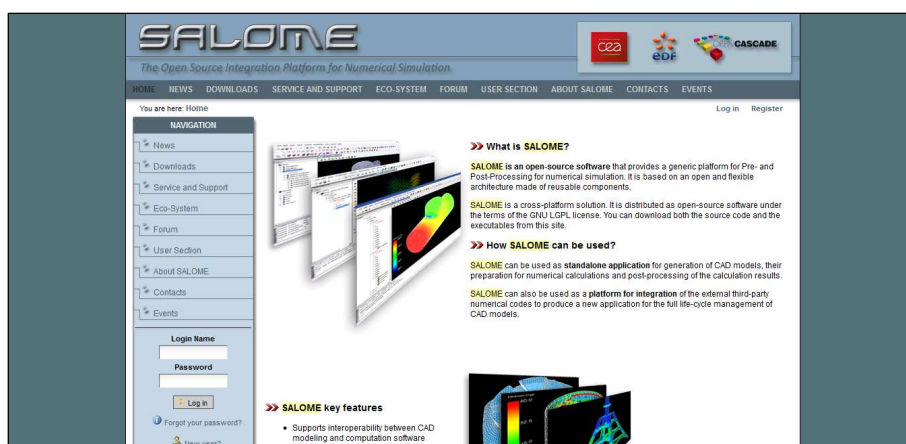 SALOME
The Open Source Integration Platform for Numerical Simulation
cea
eDF
OPEN CASCADE
HOME NEWS DOWNLOADS SERVICE AND SUPPORT ECO-SYSTEM FORUM USER SECTION ABOUT SALOME CONTACTS EVENTS
You are here: Home
Log in Register
NAVIGATION
News
Downloads
Service and Support
Eco-System
Forum
User Section
About SALOME
Contacts
Events
Login Name
Password
Log in
Forgot your password?
New user?
What is SALOME?
SALOME is an open-source software that provides a generic platform for Pre- and
Post-Processing for numerical simulation. It is based on an open and flexible
architecture made of reusable components.
SALOME is a cross-platform solution. It is distributed as open-source software under
the terms of the GNU LGPL license. You can download both the source code and the
executables from this site.
How SALOME can be used?
SALOME can be used as standalone application for generation of CAD models, their
preparation for numerical calculations and post-processing of the calculation results.
SALOME can also be used as a platform for integration of the external third-party
numerical codes to produce a new application for the full life-cycle management of
CAD models.
SALOME key features
Supports interoperability between CAD
modeling and computation software